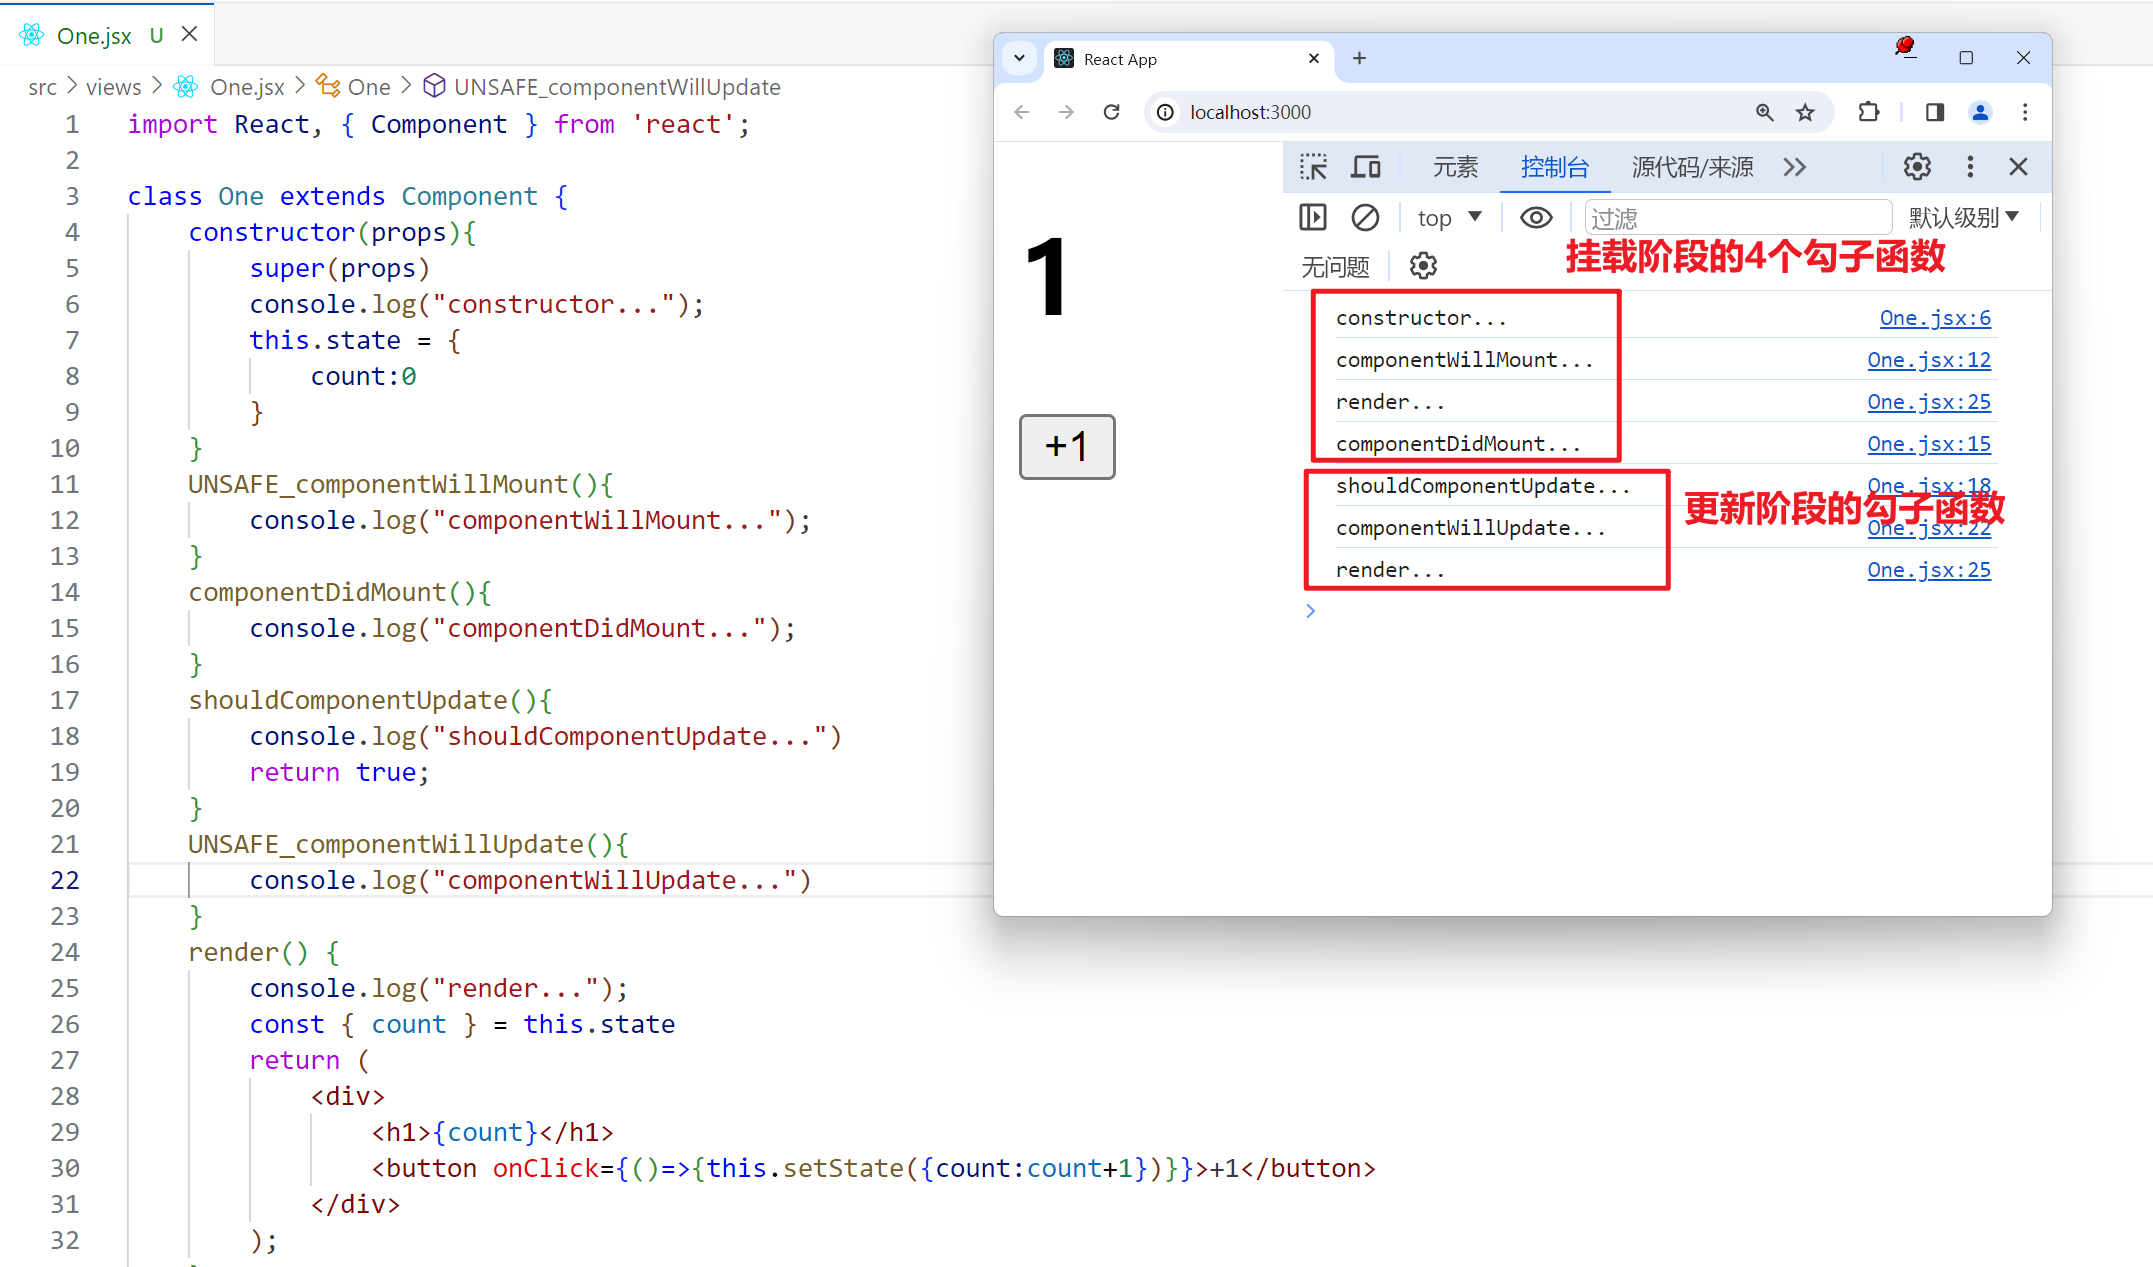 One.jsx U
src > views > One.jsx > One > UNSAFE_componentWillUpdate
1 import React, { Component } from 'react';
2
3 class One extends Component {
4 constructor(props){
5 super(props)
6 console.log("constructor...");
7 this.state = {
8 count:0
9 }
10 }
11 UNSAFE_componentWillMount(){
12 console.log("componentWillMount...");
13 }
14 componentDidMount(){
15 console.log("componentDidMount...");
16 }
17 shouldComponentUpdate(){
18 console.log("shouldComponentUpdate...")
19 return true;
20 }
21 UNSAFE_componentWillUpdate(){
22 console.log("componentWillUpdate...")
23 }
24 render() {
25 console.log("render...");
26 const { count } = this.state
27 return (
28 <div>
29 <h1>{count}</h1>
30 <button onClick={()=>{this.setState({count:count+1})}}>+1</button>
31 </div>
32 );
React App
localhost:3000
1
+1
元素 控制台 源代码/来源
top 过滤 默认级别
无问题
挂载阶段的4个勾子函数
constructor... One.jsx:6
componentWillMount... One.jsx:12
render... One.jsx:25
componentDidMount... One.jsx:15
shouldComponentUpdate... One.jsx:18
更新阶段的勾子函数
componentWillUpdate... One.jsx:22
render... One.jsx:25